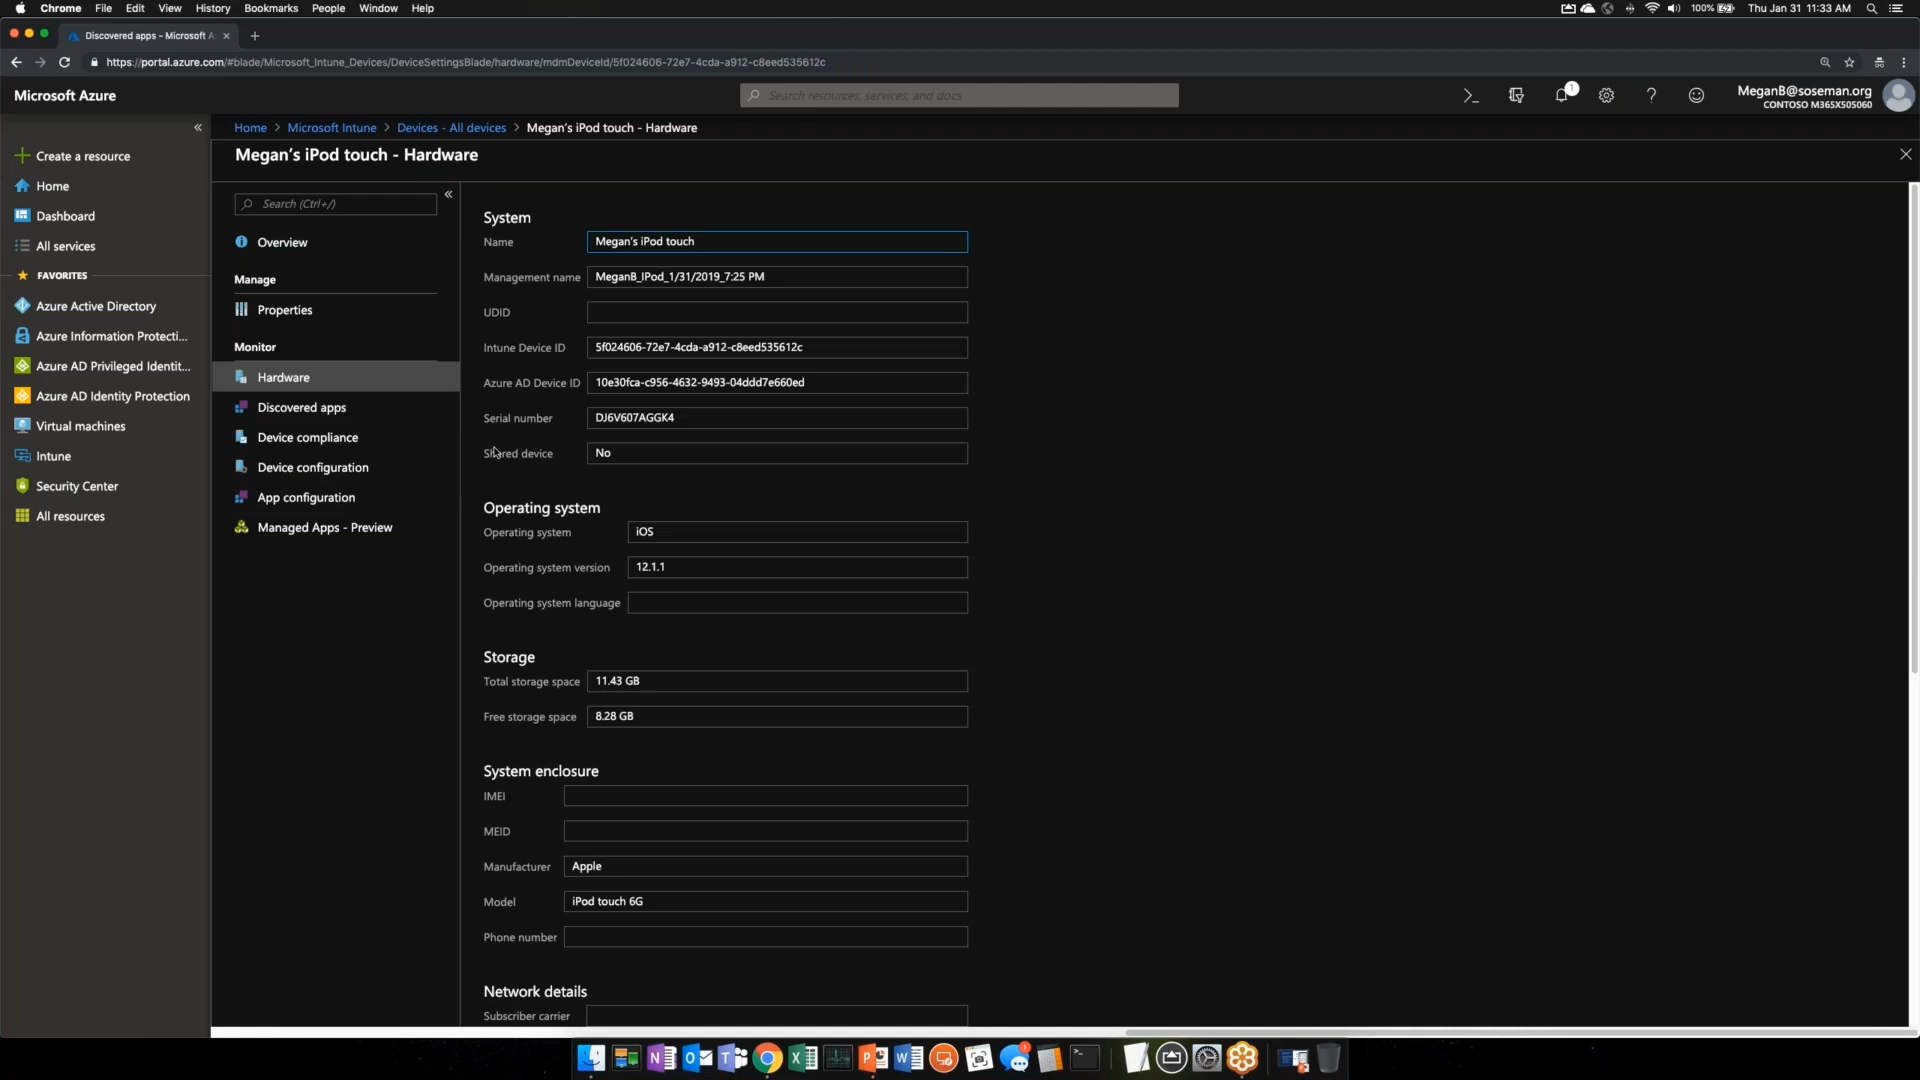 Chrome File Edit View History Bookmarks People Window Help
100% Thu Jan 31 11:33 AM
Discovered apps - Microsoft A
https://portal.azure.com/#blade/Microsoft_Intune_Devices/DeviceSettingsBlade/hardware/mdmDeviceId/5f024606-72e7-4cda-a912-c8eed535612c
Microsoft Azure
Search resources, services, and docs
1
MeganB@soseman.org
CONTOSO M365X505060
Create a resource
Home
Dashboard
All services
FAVORITES
Azure Active Directory
Azure Information Protecti...
Azure AD Privileged Identit...
Azure AD Identity Protection
Virtual machines
Intune
Security Center
All resources
Home > Microsoft Intune > Devices - All devices > Megan's iPod touch - Hardware
Megan's iPod touch - Hardware
Search (Ctrl+/)
Overview
Manage
Properties
Monitor
Hardware
Discovered apps
Device compliance
Device configuration
App configuration
Managed Apps - Preview
System
Name Megan's iPod touch
Management name MeganB_IPod_1/31/2019_7:25 PM
UDID
Intune Device ID 5f024606-72e7-4cda-a912-c8eed535612c
Azure AD Device ID 10e30fca-c956-4632-9493-04ddd7e660ed
Serial number DJ6V607AGGK4
Shared device No
Operating system
Operating system iOS
Operating system version 12.1.1
Operating system language
Storage
Total storage space 11.43 GB
Free storage space 8.28 GB
System enclosure
IMEI
MEID
Manufacturer Apple
Model iPod touch 6G
Phone number
Network details
Subscriber carrier